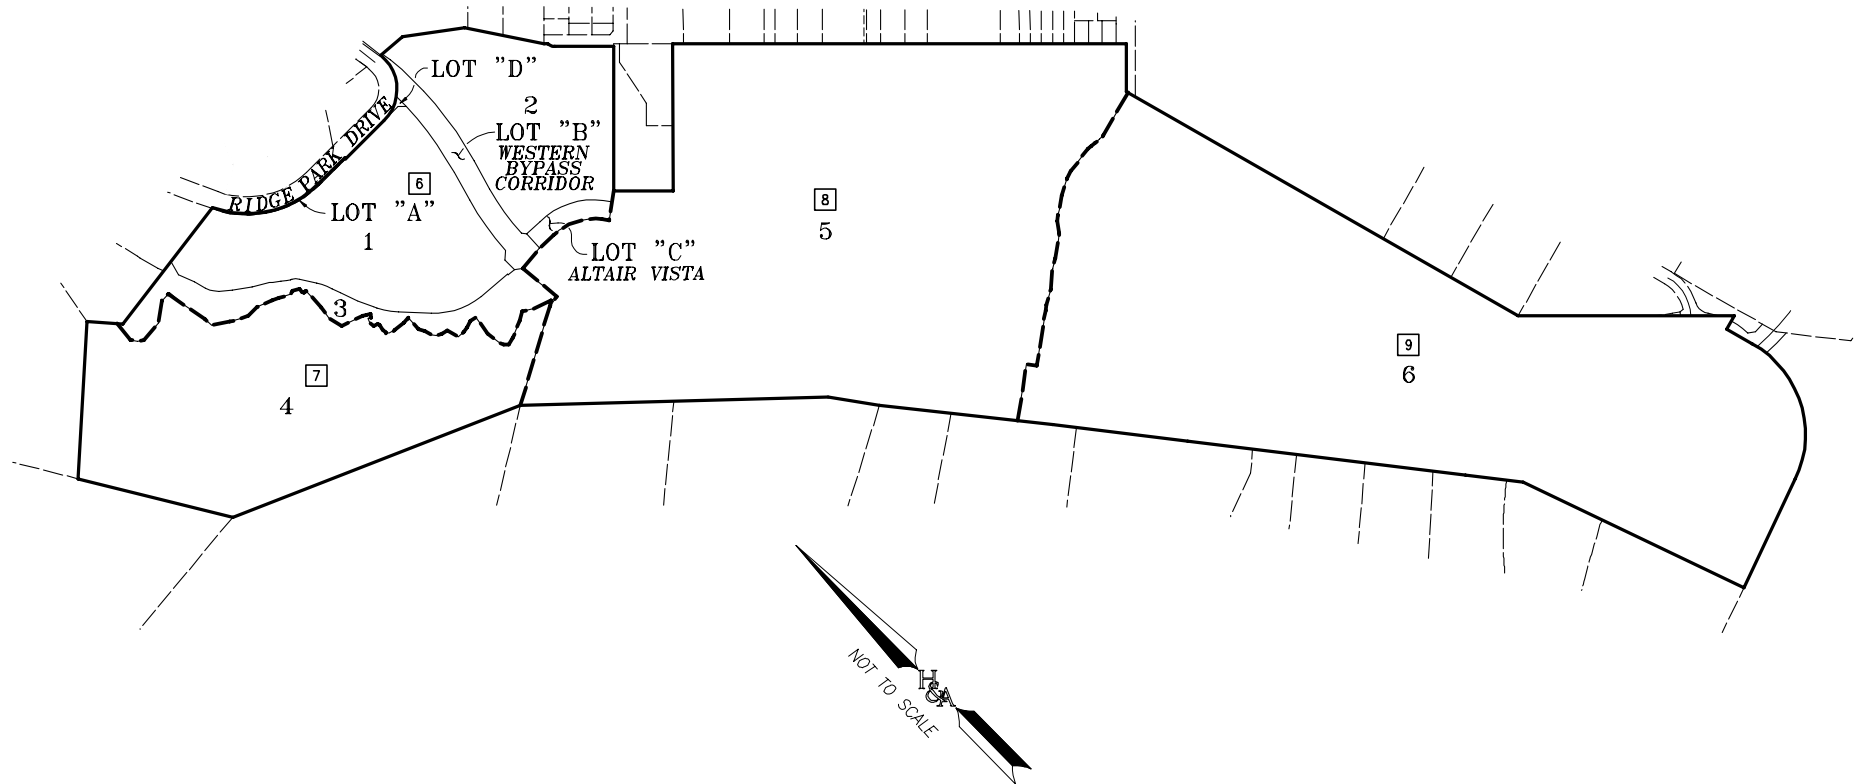 LOT "D"
2
LOT "B"
WESTERN
BYPASS
CORRIDOR
RIDGE PARK DRIVE
6
LOT "A"
1
8
5
LOT "C"
ALTAIR VISTA
3
7
4
9
6
H&A
NOT TO SCALE